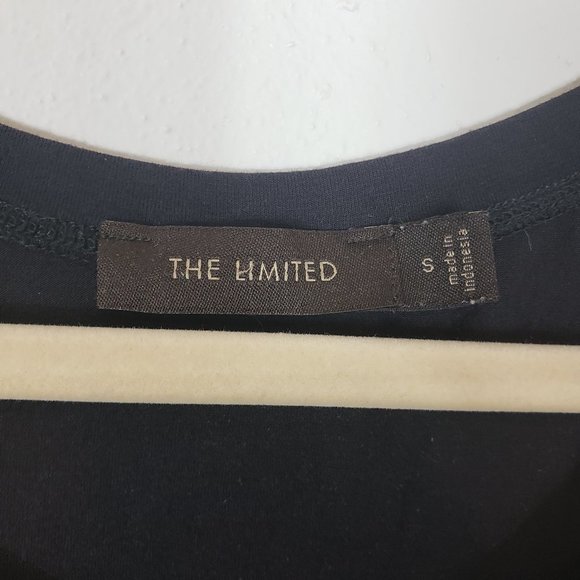 THE LIMITED
S
made in
indonesia